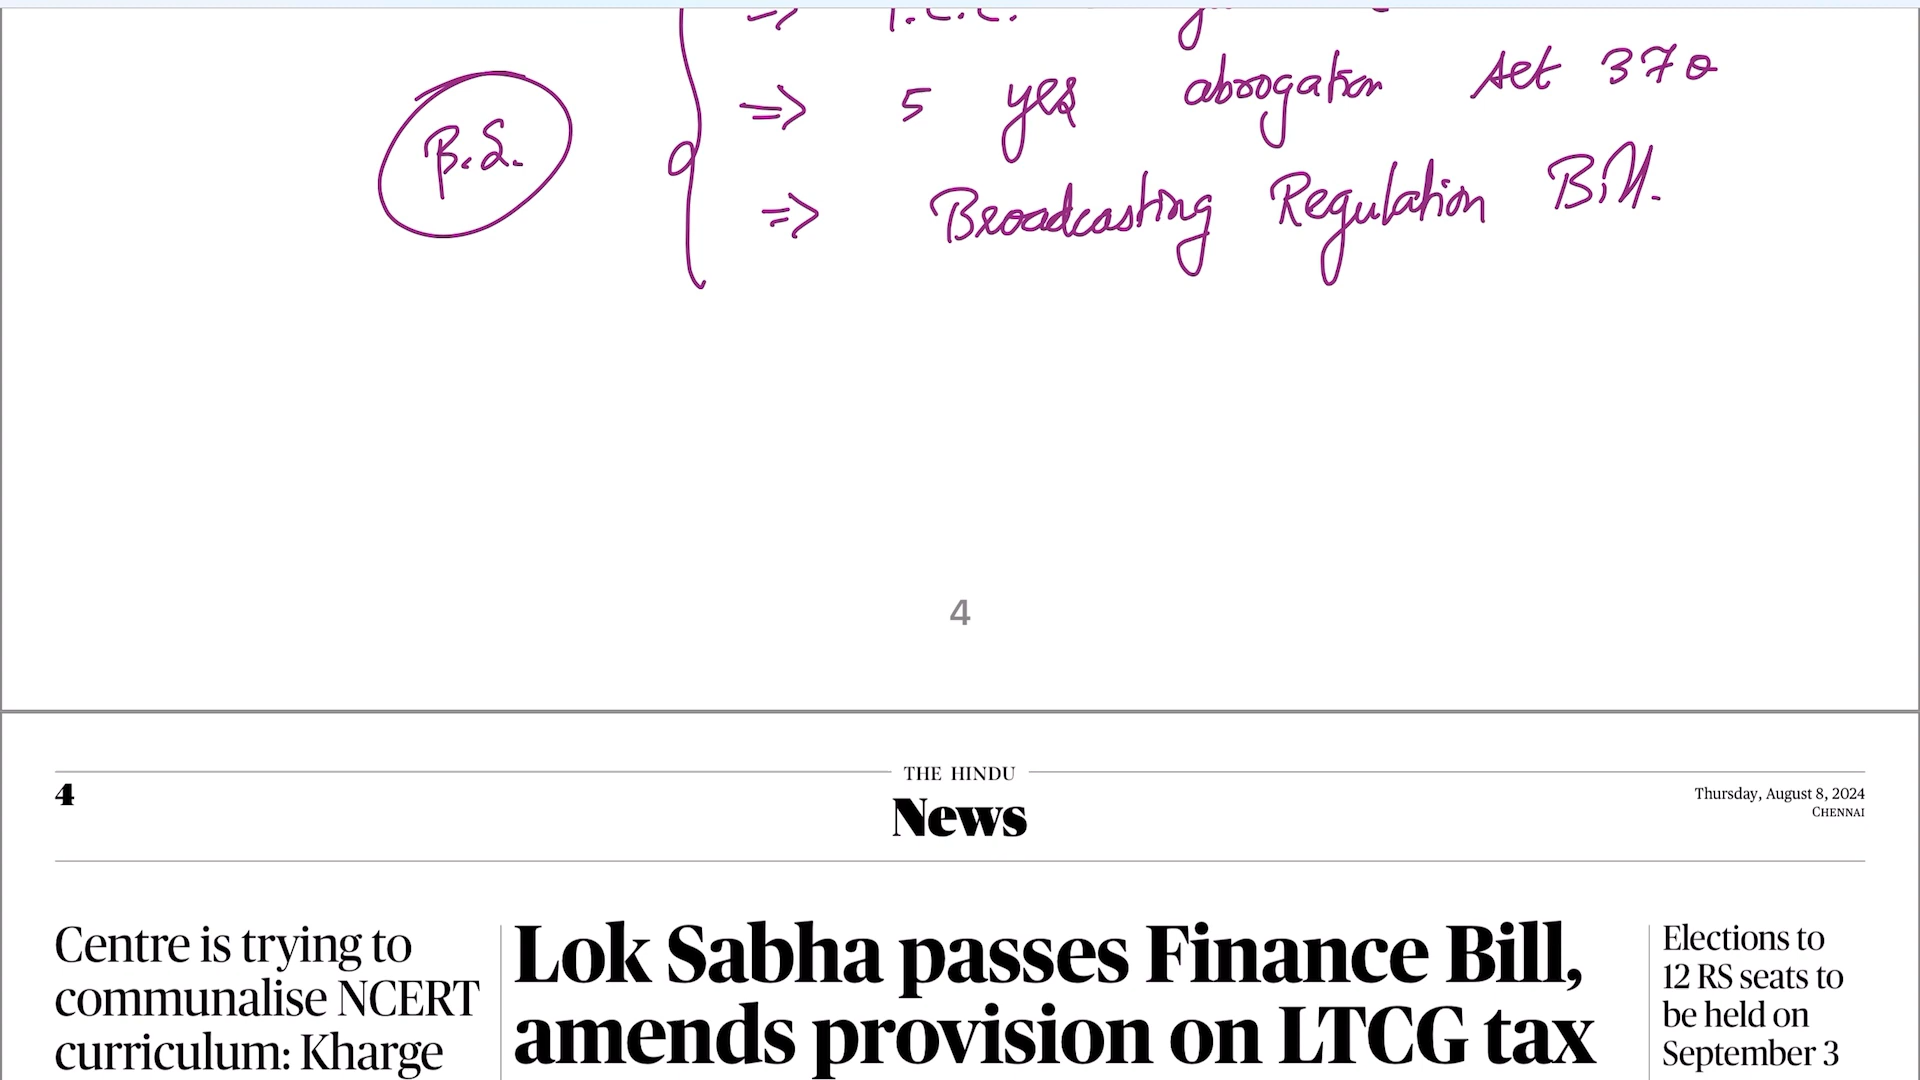 B.S.
=> 5 yes abrogation Art 370
=> Broadcasting Regulation Bill.
4
4
THE HINDU
News
Thursday, August 8, 2024
CHENNAI
Centre is trying to
communalise NCERT
curriculum: Kharge
Lok Sabha passes Finance Bill,
amends provision on LTCG tax
Elections to
12 RS seats to
be held on
September 3